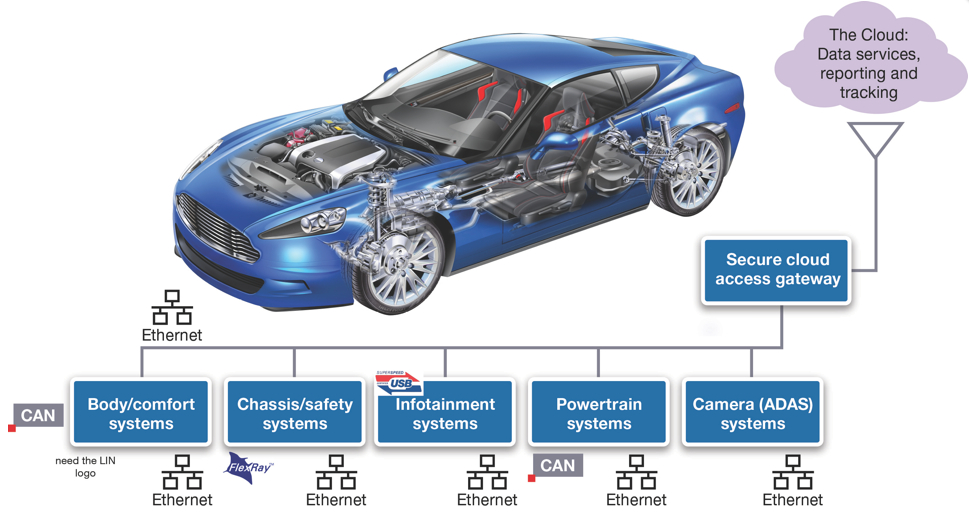 The Cloud:
Data services,
reporting and
tracking
Secure cloud
access gateway
Ethernet
SUPERSPEED
USB
CAN
Body/comfort
systems
Chassis/safety
systems
Infotainment
systems
Powertrain
systems
Camera (ADAS)
systems
need the LIN
logo
Ethernet
FlexRay™
Ethernet
Ethernet
CAN
Ethernet
Ethernet